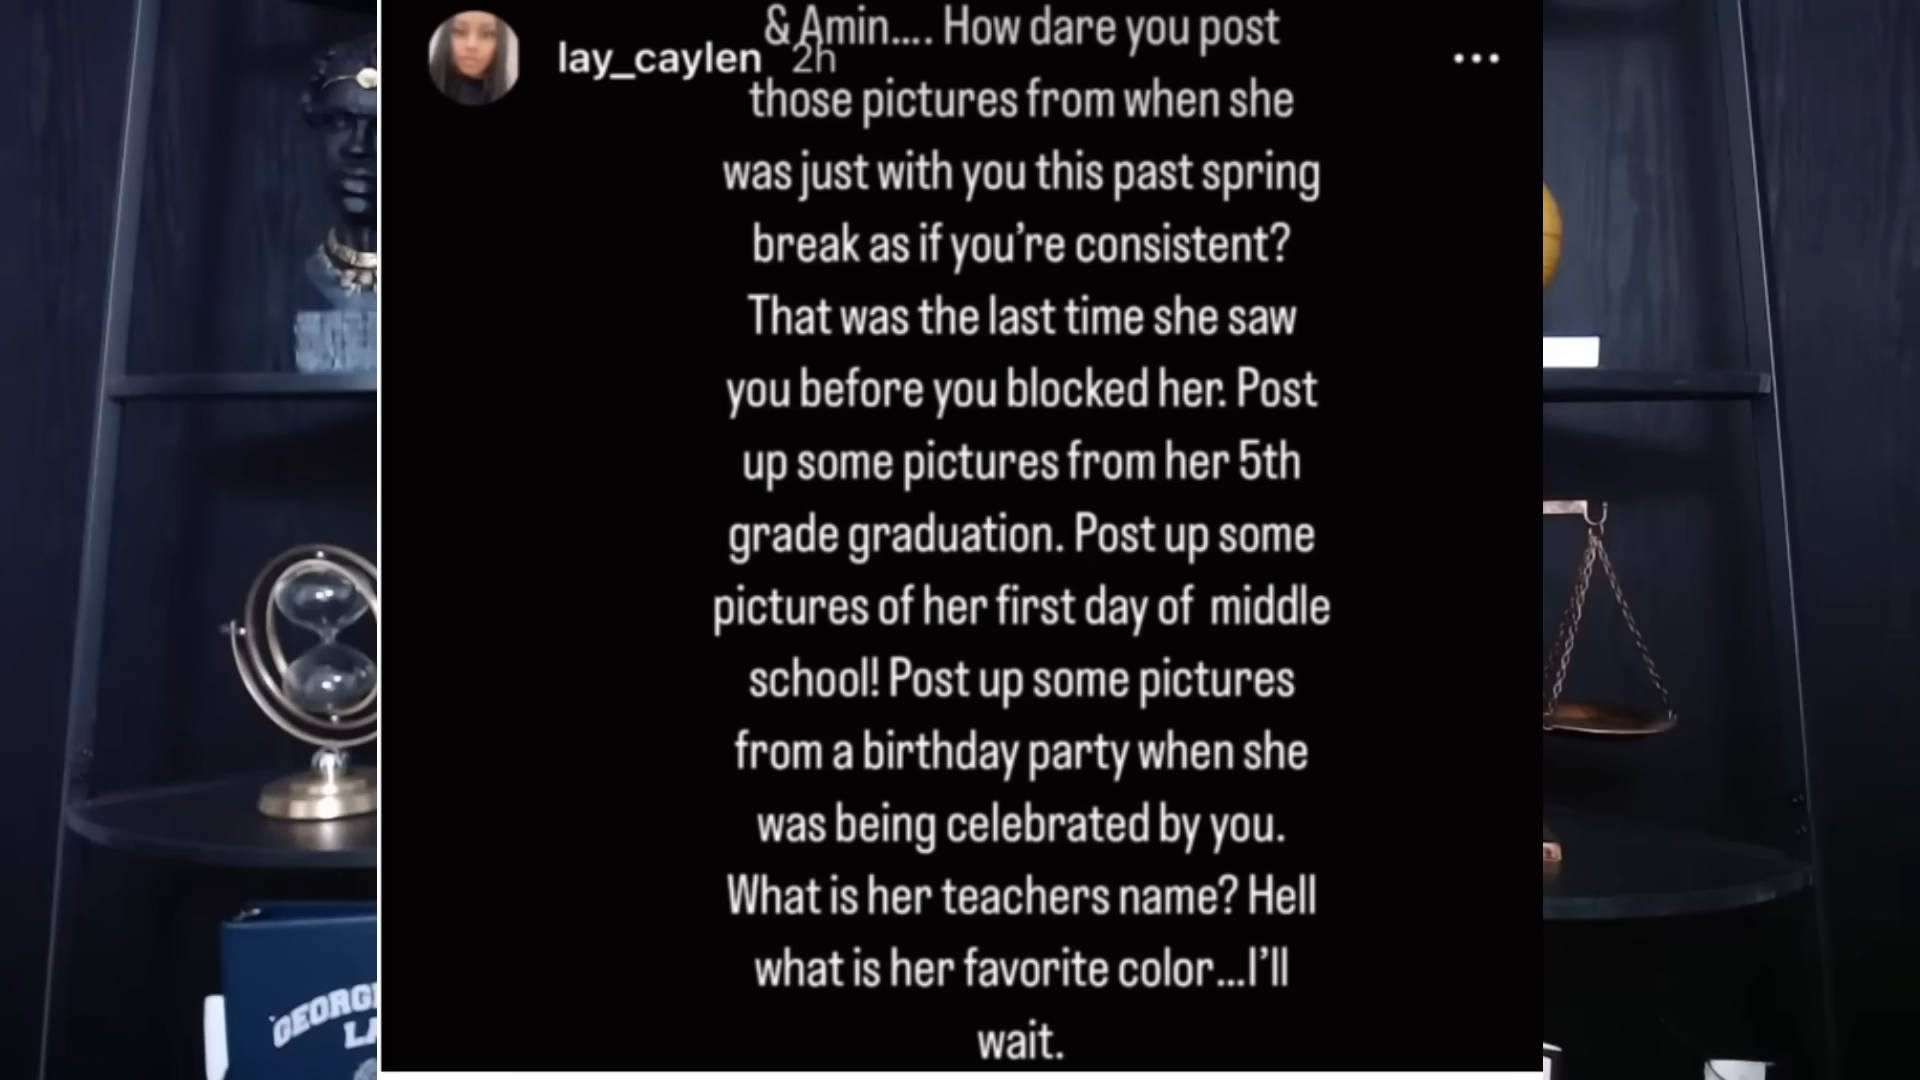 & Amin.... How dare you post
lay_caylen 2h
those pictures from when she
was just with you this past spring
break as if you're consistent?
That was the last time she saw
you before you blocked her. Post
up some pictures from her 5th
grade graduation. Post up some
pictures of her first day of middle
school! Post up some pictures
from a birthday party when she
was being celebrated by you.
What is her teachers name? Hell
what is her favorite color...I'll
wait.